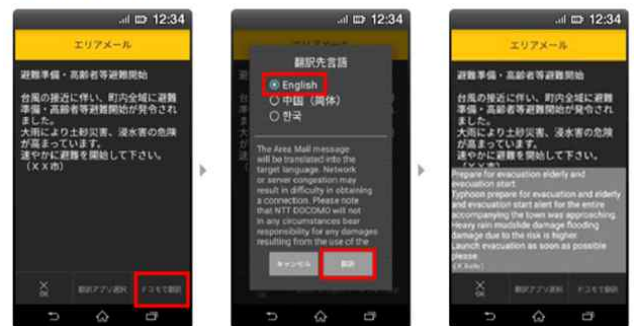 12:34
エリアメール
避難準備・高齢者等避難開始
台風の接近に伴い、町内全域に避難
準備・高齢者等避難開始が発令され
ました。
大雨により土砂災害、浸水害の危険
が高まっています。
速やかに避難を開始して下さい。
（××市）
OK
翻訳アプリ選択
ドコモで翻訳
12:34
翻訳先言語
English
中国（简体）
한국
The Area Mail message
will be translated into the
target language. Network
or server congestion may
result in difficulty in obtaining
a connection. Please note
that NTT DOCOMO will not
in any circumstances bear
responsibility for any damages
resulting from the use of the
キャンセル
翻訳
12:34
エリアメール
避難準備・高齢者等避難開始
台風の接近に伴い、町内全域に避難
準備・高齢者等避難開始が発令され
ました。
大雨により土砂災害、浸水害の危険
が高まっています。
速やかに避難を開始して下さい。
（××市）
Prepare for evacuation elderly and
evacuation start
Typhoon prepare for evacuation and elderly
and evacuation start alert for the entire
accompanying the town was approaching.
Heavy rain mudslide damage flooding
damage due to the risk is higher.
Launch evacuation as soon as possible
please.
OK
翻訳アプリ選択
ドコモで翻訳